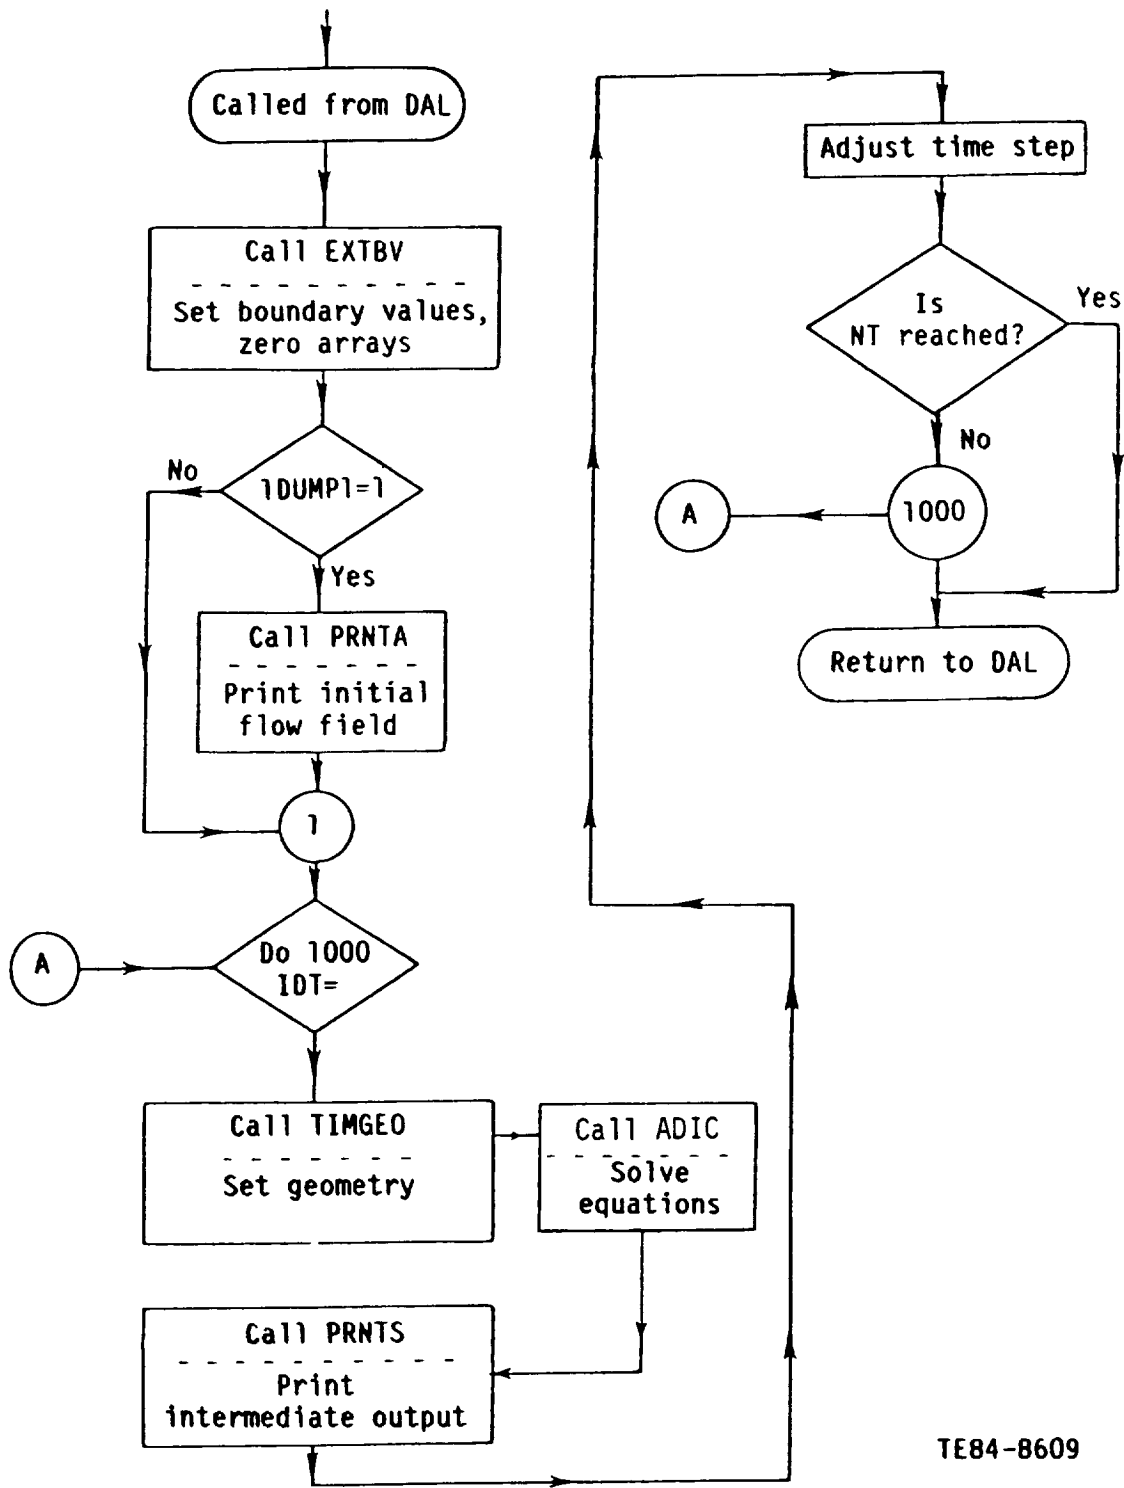 Called from DAL
Call EXTBV
Set boundary values,
zero arrays
No
1DUMP1=1
Yes
Call PRNTA
Print initial
flow field
1
A
Do 1000
IDT=
Call TIMGEO
Set geometry
Call ADIC
Solve
equations
Call PRNTS
Print
intermediate output
Adjust time step
Is
NT reached?
Yes
No
1000
A
Return to DAL
TE84-8609